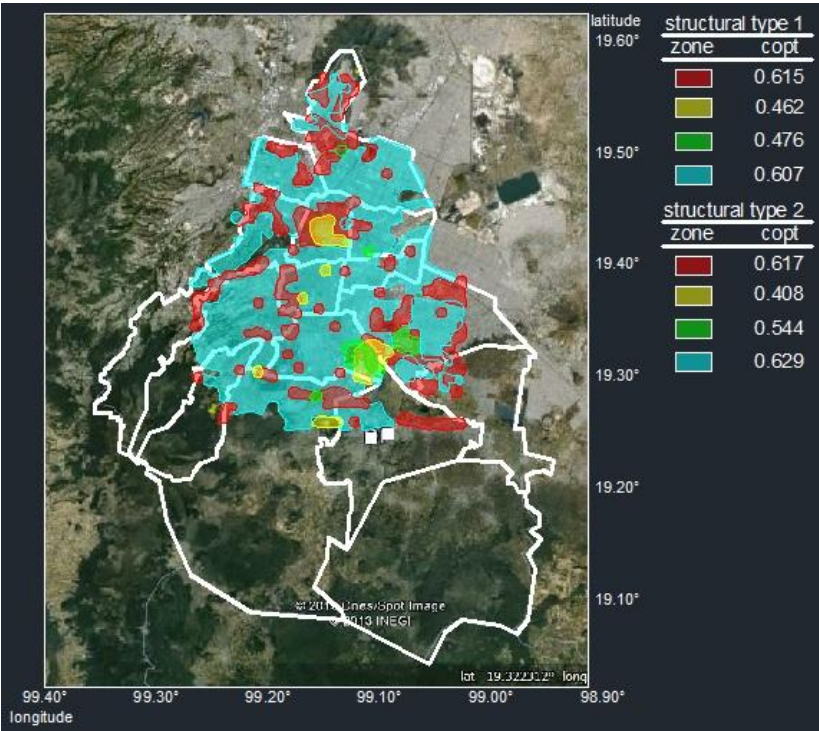 latitude
19.60°
19.50°
19.40°
19.30°
19.20°
19.10°
structural type 1
zone copt
0.615
0.462
0.476
0.607
structural type 2
zone copt
0.617
0.408
0.544
0.629
Cnes/Spot Image
© 2013 INEGI
lat 19.322312° long
99.40° 99.30° 99.20° 99.10° 99.00° 98.90°
longitude